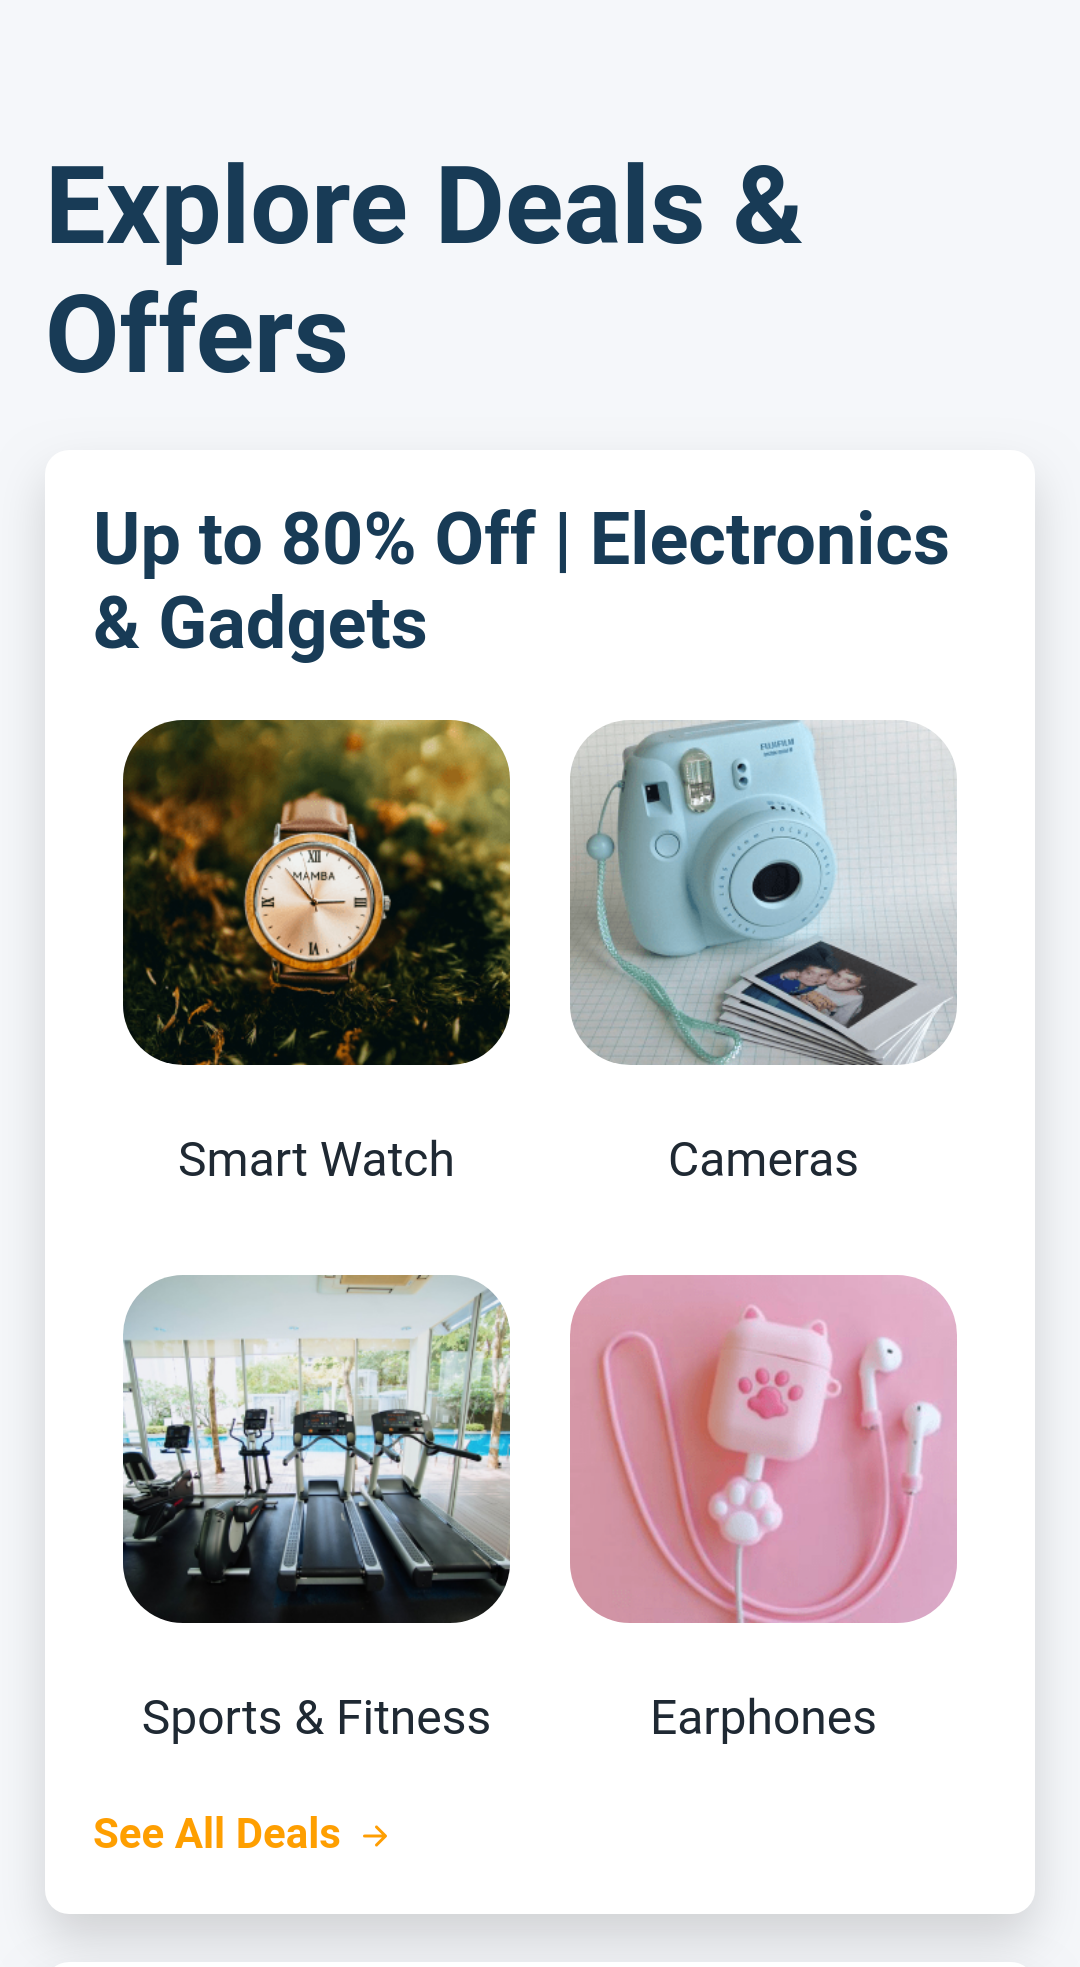 Explore Deals &
Offers
Up to 80% Off | Electronics
& Gadgets
XII
MAMBA
FUJIFILM
Smart Watch
Cameras
Sports & Fitness
Earphones
See All Deals →